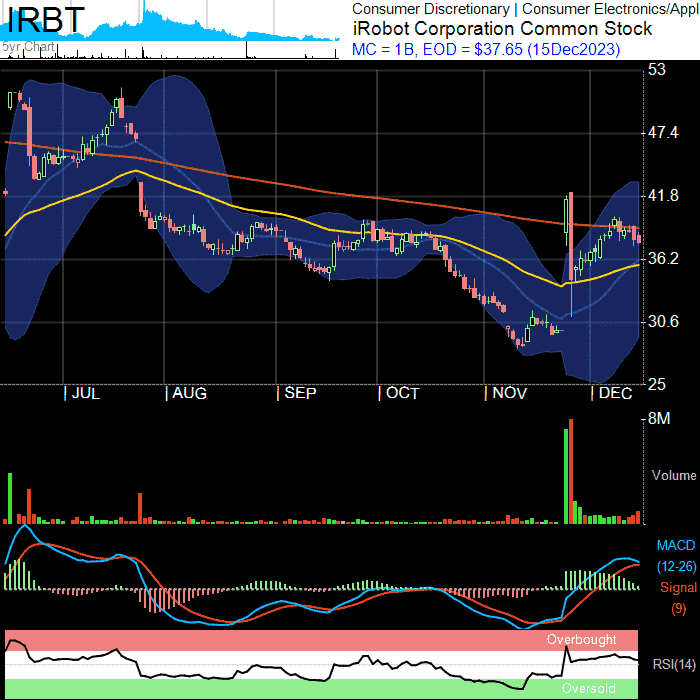 IRBT
5yr Chart
Consumer Discretionary | Consumer Electronics/Appl
iRobot Corporation Common Stock
MC = 1B, EOD = $37.65 (15Dec2023)
53
47.4
41.8
36.2
30.6
25
| JUL | AUG | SEP | OCT | NOV | DEC
8M
Volume
MACD
(12-26)
Signal
(9)
Overbought
RSI(14)
Oversold